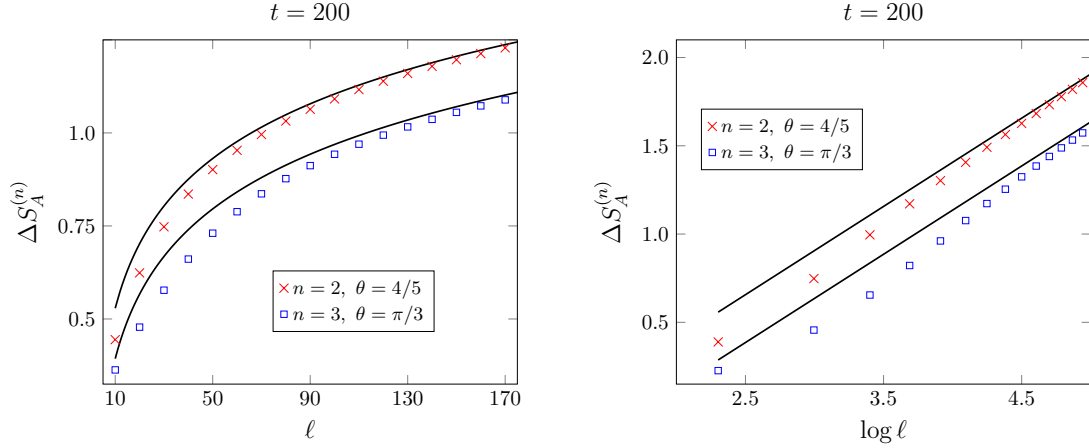 t = 200
1.0
0.75
0.5
ΔS_A^{(n)}
n = 2, θ = 4/5
n = 3, θ = π/3
10 50 90 130 170
ℓ
t = 200
2.0
1.5
1.0
0.5
ΔS_A^{(n)}
n = 2, θ = 4/5
n = 3, θ = π/3
2.5 3.5 4.5
log ℓ